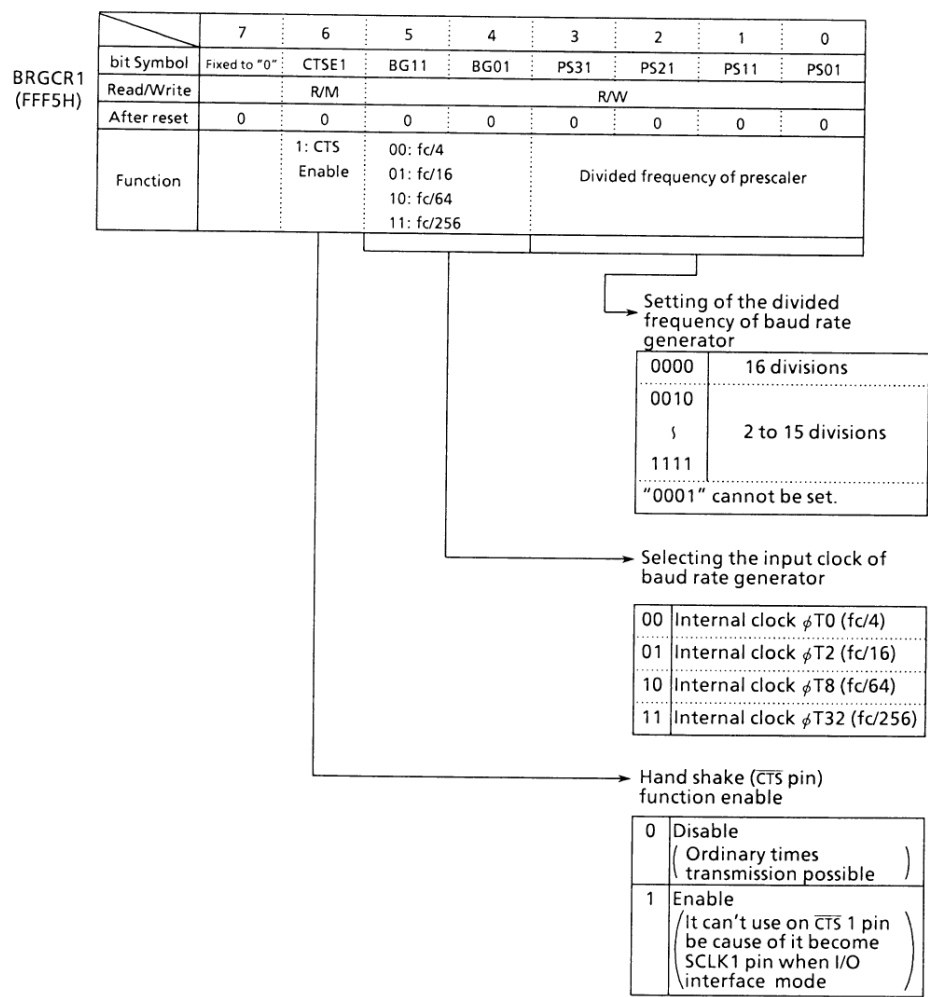 7 6 5 4 3 2 1 0
bit Symbol Fixed to "0" CTSE1 BG11 BG01 PS31 PS21 PS11 PS01
BRGCR1
(FFF5H)
Read/Write R/M R/W
After reset 0 0 0 0 0 0 0 0
Function
1: CTS
Enable
00: fc/4
01: fc/16
10: fc/64
11: fc/256
Divided frequency of prescaler
Setting of the divided
frequency of baud rate
generator
0000 16 divisions
0010
~
1111
2 to 15 divisions
"0001" cannot be set.
Selecting the input clock of
baud rate generator
00 Internal clock ϕT0 (fc/4)
01 Internal clock ϕT2 (fc/16)
10 Internal clock ϕT8 (fc/64)
11 Internal clock ϕT32 (fc/256)
Hand shake (C̅T̅S̅ pin)
function enable
0 Disable
( Ordinary times
transmission possible )
1 Enable
(It can't use on C̅T̅S̅ 1 pin
be cause of it become
SCLK1 pin when I/O
interface mode )